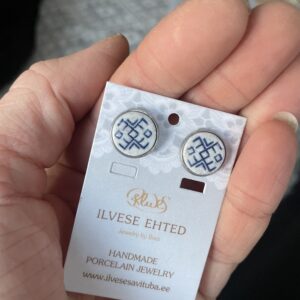 ILVESE EHTED
Jewelry by Ilves
HANDMADE
PORCELAIN JEWELRY
www.ilvesesavituba.ee